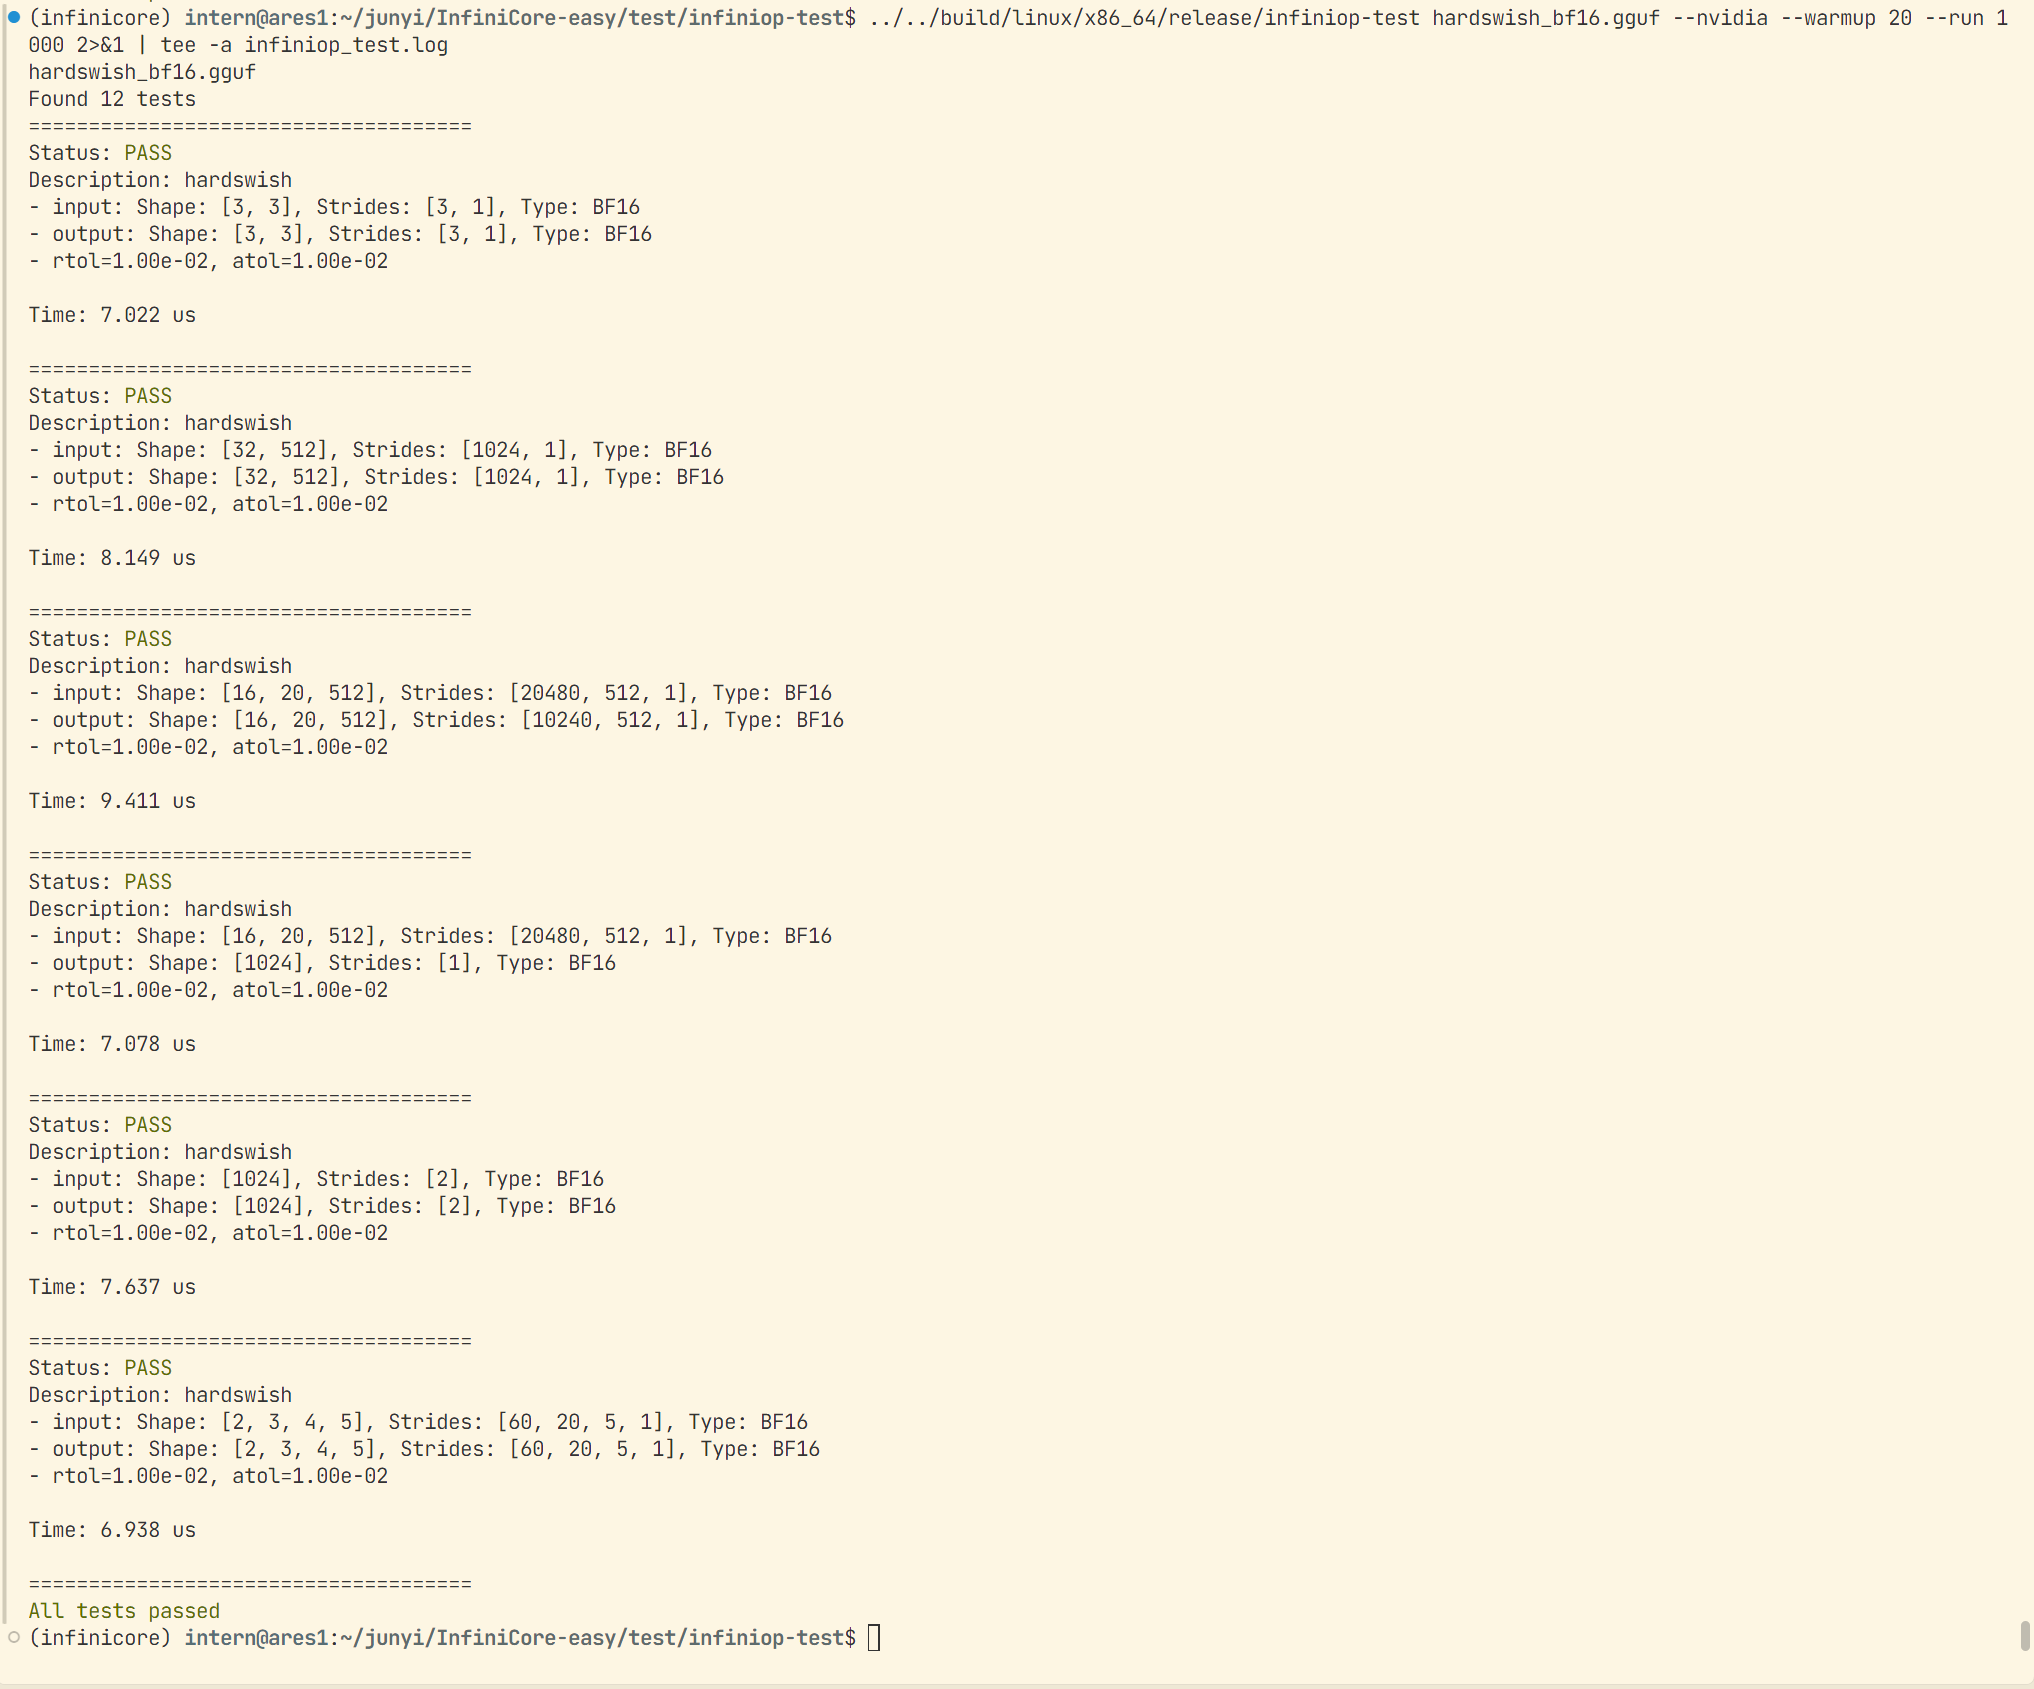 (infinicore) intern@ares1:~/junyi/InfiniCore-easy/test/infiniop-test$ ../../build/linux/x86_64/release/infiniop-test hardswish_bf16.gguf --nvidia --warmup 20 --run 1
000 2>&1 | tee -a infiniop_test.log
hardswish_bf16.gguf
Found 12 tests
=====================================
Status: PASS
Description: hardswish
- input: Shape: [3, 3], Strides: [3, 1], Type: BF16
- output: Shape: [3, 3], Strides: [3, 1], Type: BF16
- rtol=1.00e-02, atol=1.00e-02
Time: 7.022 us
=====================================
Status: PASS
Description: hardswish
- input: Shape: [32, 512], Strides: [1024, 1], Type: BF16
- output: Shape: [32, 512], Strides: [1024, 1], Type: BF16
- rtol=1.00e-02, atol=1.00e-02
Time: 8.149 us
=====================================
Status: PASS
Description: hardswish
- input: Shape: [16, 20, 512], Strides: [20480, 512, 1], Type: BF16
- output: Shape: [16, 20, 512], Strides: [10240, 512, 1], Type: BF16
- rtol=1.00e-02, atol=1.00e-02
Time: 9.411 us
=====================================
Status: PASS
Description: hardswish
- input: Shape: [16, 20, 512], Strides: [20480, 512, 1], Type: BF16
- output: Shape: [1024], Strides: [1], Type: BF16
- rtol=1.00e-02, atol=1.00e-02
Time: 7.078 us
=====================================
Status: PASS
Description: hardswish
- input: Shape: [1024], Strides: [2], Type: BF16
- output: Shape: [1024], Strides: [2], Type: BF16
- rtol=1.00e-02, atol=1.00e-02
Time: 7.637 us
=====================================
Status: PASS
Description: hardswish
- input: Shape: [2, 3, 4, 5], Strides: [60, 20, 5, 1], Type: BF16
- output: Shape: [2, 3, 4, 5], Strides: [60, 20, 5, 1], Type: BF16
- rtol=1.00e-02, atol=1.00e-02
Time: 6.938 us
=====================================
All tests passed
(infinicore) intern@ares1:~/junyi/InfiniCore-easy/test/infiniop-test$